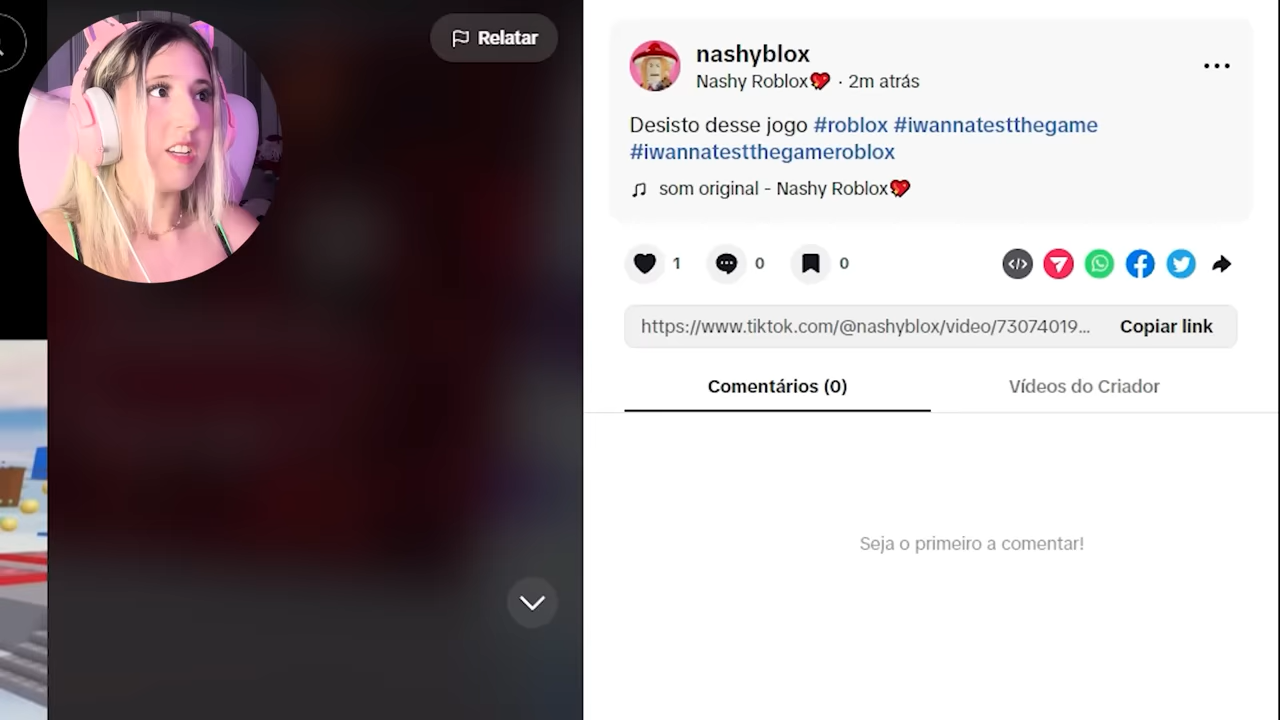 Relatar
nashyblox
Nashy Roblox💖 · 2m atrás
Desisto desse jogo #roblox #iwannatestthegame
#iwannatestthegameroblox
som original - Nashy Roblox💖
1
0
0
https://www.tiktok.com/@nashyblox/video/73074019...
Copiar link
Comentários (0)
Vídeos do Criador
Seja o primeiro a comentar!